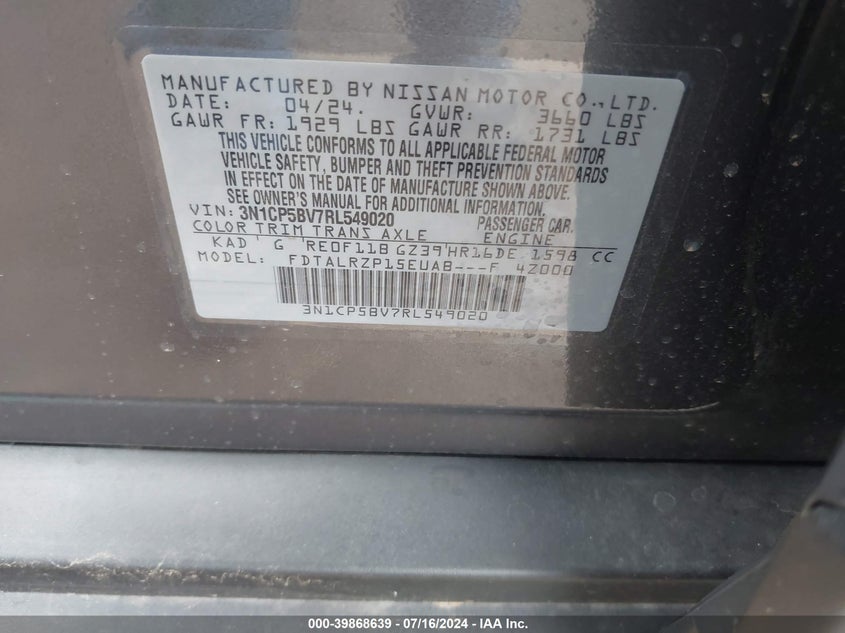 MANUFACTURED BY NISSAN MOTOR CO.,LTD.
DATE: 04/24. GVWR: 3660 LBS
GAWR FR: 1929 LBS GAWR RR: 1731 LBS
THIS VEHICLE CONFORMS TO ALL APPLICABLE FEDERAL MOTOR
VEHICLE SAFETY, BUMPER AND THEFT PREVENTION STANDARDS
IN EFFECT ON THE DATE OF MANUFACTURE SHOWN ABOVE.
SEE OWNER'S MANUAL FOR ADDITIONAL INFORMATION.
VIN: 3N1CP5BV7RL549020 PASSENGER CAR.
COLOR TRIM TRANS AXLE ENGINE
KAD G RE0F11B GZ39 HR16DE 1598 CC
MODEL: FDTALRZP15EUAB---F 4Z000
3N1CP5BV7RL549020
000-39868639 - 07/16/2024 - IAA Inc.